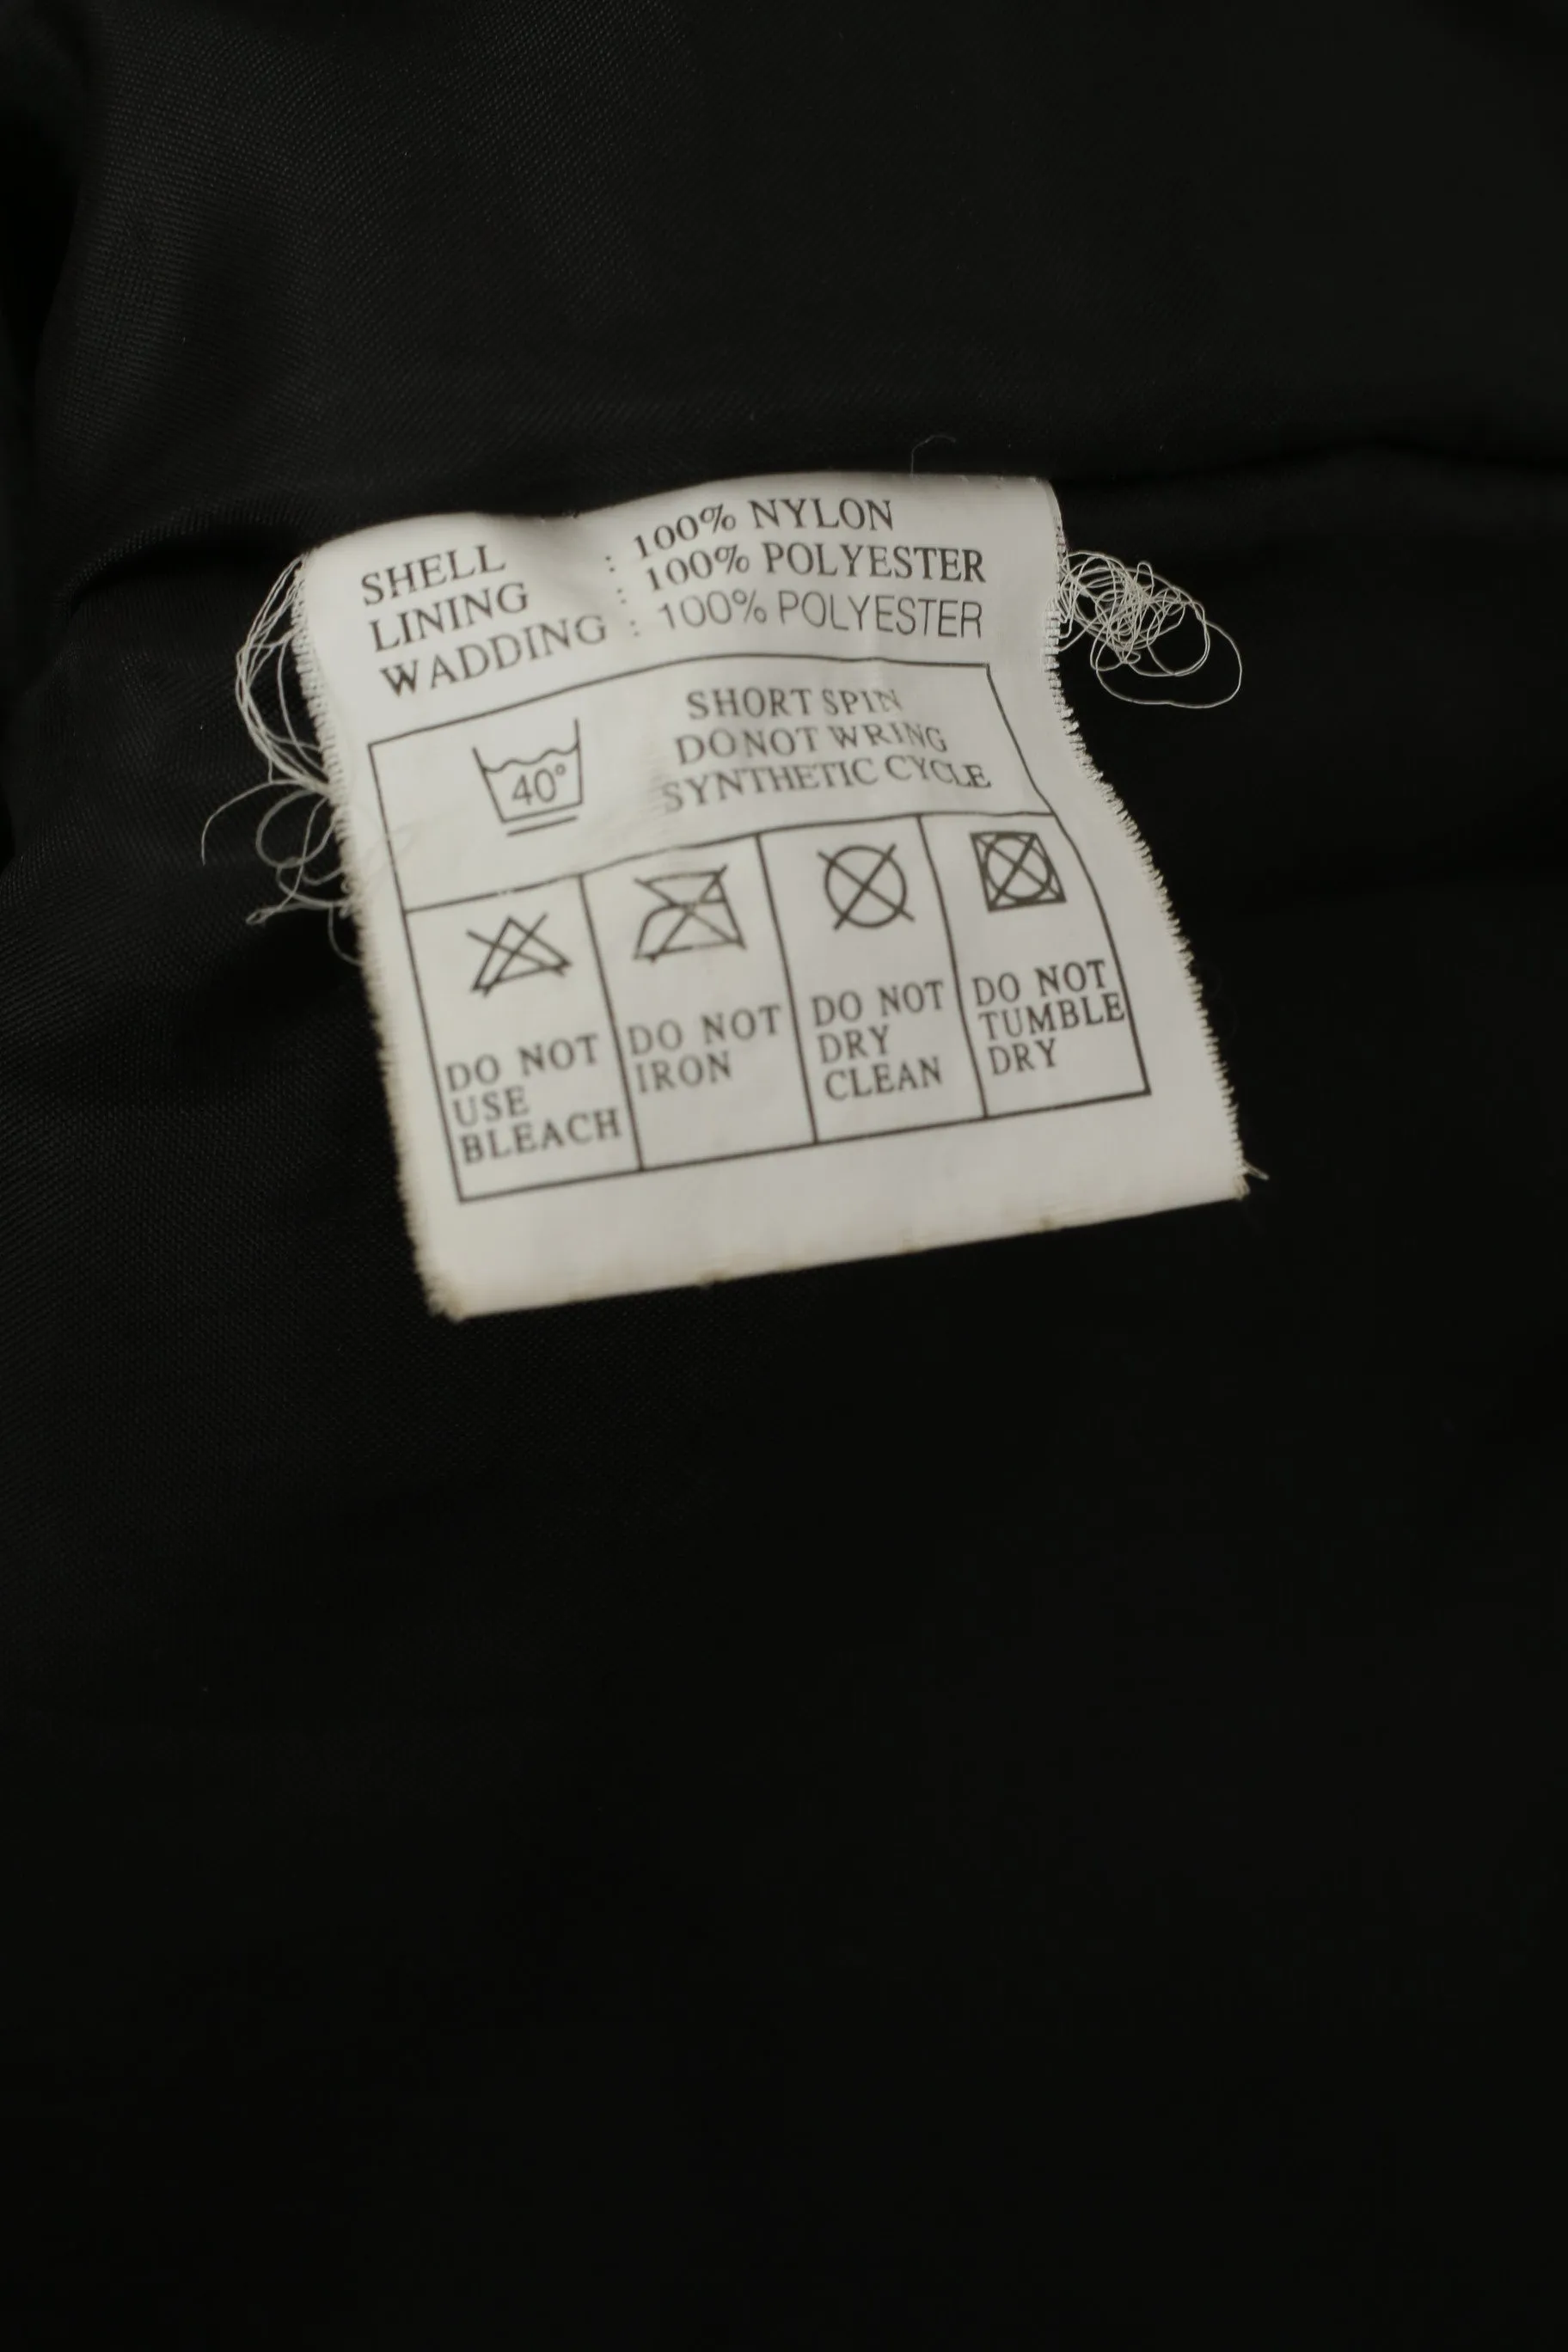 SHELL : 100% NYLON
LINING : 100% POLYESTER
WADDING : 100% POLYESTER
40°
SHORT SPIN
DO NOT WRING
SYNTHETIC CYCLE
DO NOT
USE
BLEACH
DO NOT
IRON
DO NOT
DRY
CLEAN
DO NOT
TUMBLE
DRY